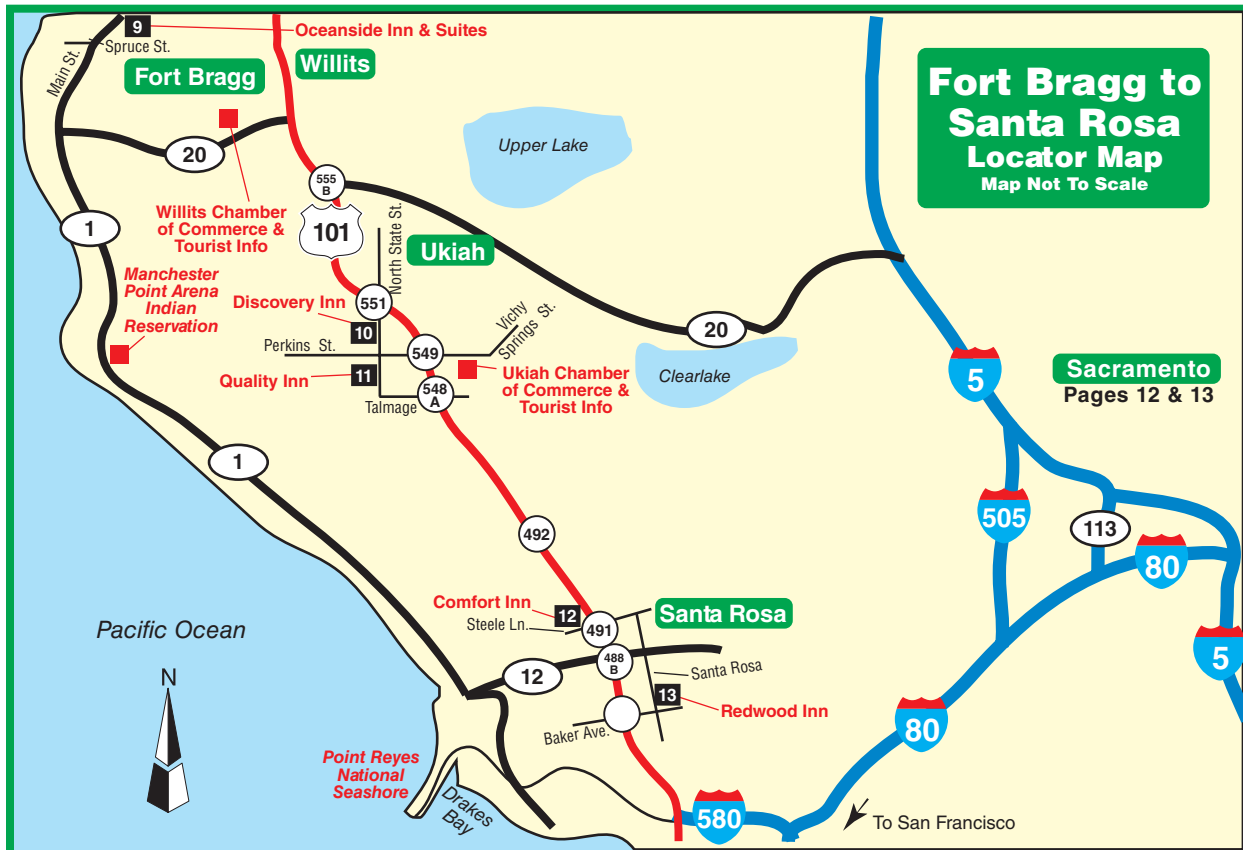 9
Oceanside Inn & Suites
Spruce St.
Main St.
Fort Bragg
Willits
Fort Bragg to
Santa Rosa
Locator Map
Map Not To Scale
Upper Lake
20
555
B
Willits Chamber
of Commerce &
Tourist Info
1
101
North State St.
Ukiah
Manchester
Point Arena
Indian
Reservation
Discovery Inn
551
10
Vichy
Springs St.
20
Perkins St.
549
Quality Inn
11
548
A
Talmage
Ukiah Chamber
of Commerce &
Tourist Info
Clearlake
5
Sacramento
Pages 12 & 13
1
505
113
80
492
Comfort Inn
12
Steele Ln.
491
Santa Rosa
Pacific Ocean
488
B
12
Santa Rosa
5
13
Redwood Inn
Baker Ave.
80
N
Point Reyes
National
Seashore
Drakes
Bay
580
To San Francisco